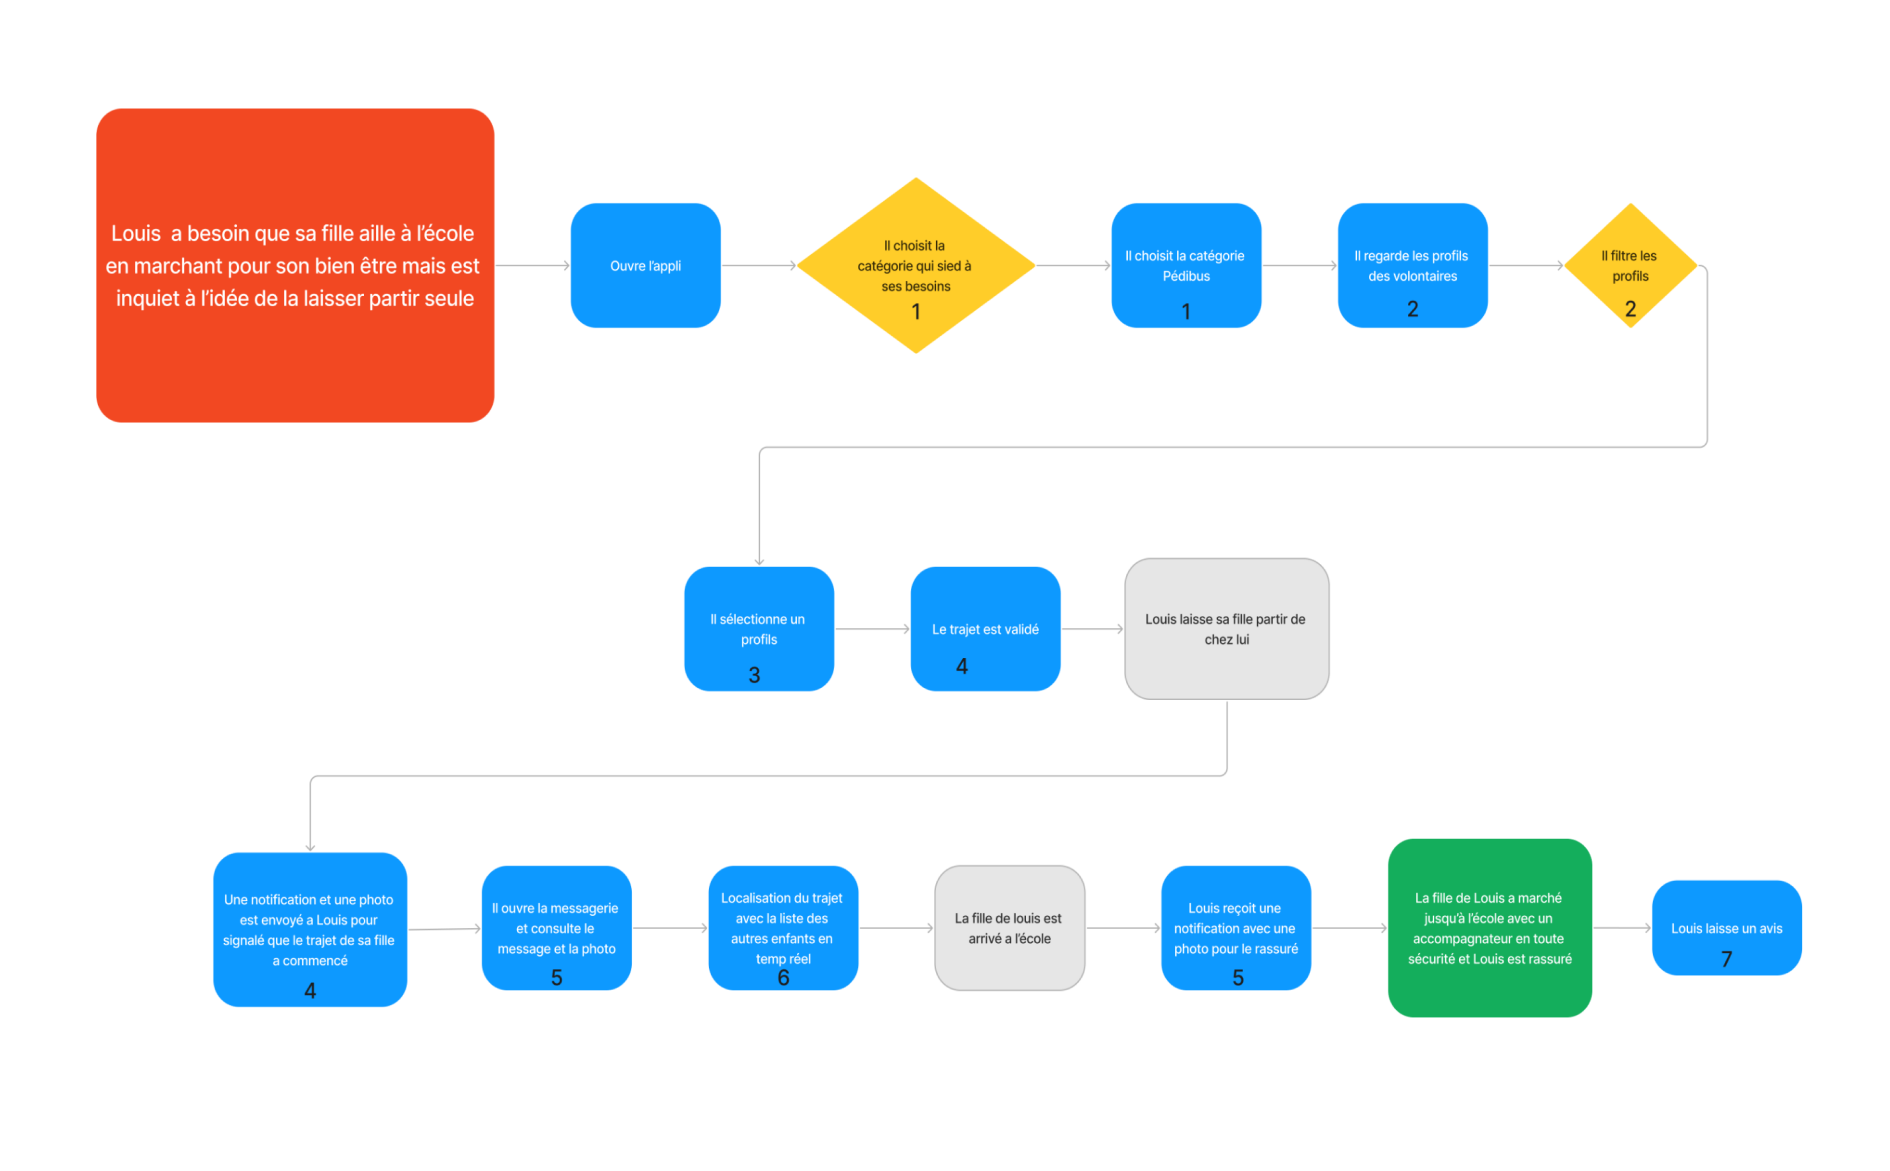 Louis  a besoin que sa fille aille à l'école
en marchant pour son bien être mais est
inquiet à l'idée de la laisser partir seule
Ouvre l'appli
Il choisit la
catégorie qui sied à
ses besoins
1
Il choisit la catégorie
Pédibus
1
Il regarde les profils
des volontaires
2
Il filtre les
profils
2
Il sélectionne un
profils
3
Le trajet est validé
4
Louis laisse sa fille partir de
chez lui
Une notification et une photo
est envoyé a Louis pour
signalé que le trajet de sa fille
a commencé
4
Il ouvre la messagerie
et consulte le
message et la photo
5
Localisation du trajet
avec la liste des
autres enfants en
temp réel
6
La fille de louis est
arrivé a l'école
Louis reçoit une
notification avec une
photo pour le rassuré
5
La fille de Louis a marché
jusqu'à l'école avec un
accompagnateur en toute
sécurité et Louis est rassuré
Louis laisse un avis
7